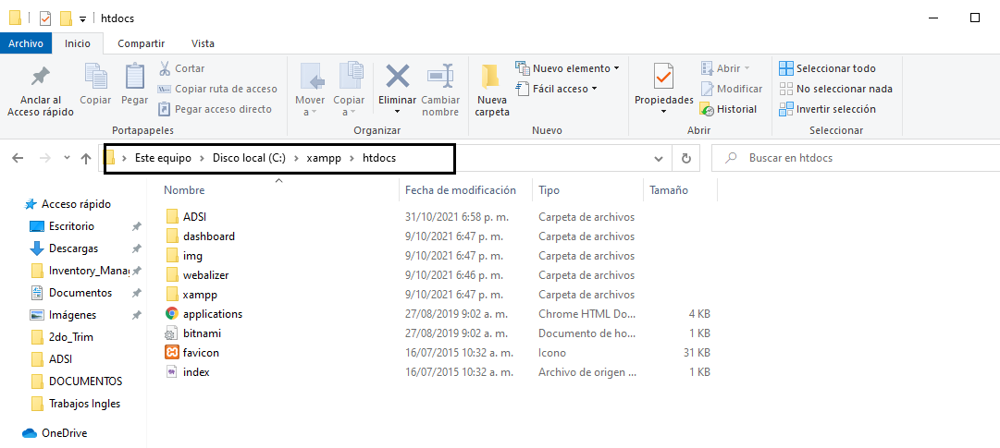 htdocs
Archivo Inicio Compartir Vista
Anclar al Acceso rápido
Copiar
Pegar
Cortar
Copiar ruta de acceso
Pegar acceso directo
Portapapeles
Mover a
Copiar a
Eliminar
Cambiar nombre
Organizar
Nueva carpeta
Nuevo elemento
Fácil acceso
Nuevo
Propiedades
Abrir
Modificar
Historial
Abrir
Seleccionar todo
No seleccionar nada
Invertir selección
Seleccionar
Este equipo > Disco local (C:) > xampp > htdocs
Buscar en htdocs
Acceso rápido
Escritorio
Descargas
Inventory_Mana
Documentos
Imágenes
2do_Trim
ADSI
DOCUMENTOS
Trabajos Ingles
OneDrive
Nombre Fecha de modificación Tipo Tamaño
ADSI 31/10/2021 6:58 p. m. Carpeta de archivos
dashboard 9/10/2021 6:47 p. m. Carpeta de archivos
img 9/10/2021 6:47 p. m. Carpeta de archivos
webalizer 9/10/2021 6:46 p. m. Carpeta de archivos
xampp 9/10/2021 6:47 p. m. Carpeta de archivos
applications 27/08/2019 9:02 a. m. Chrome HTML Do... 4 KB
bitnami 27/08/2019 9:02 a. m. Documento de ho... 1 KB
favicon 16/07/2015 10:32 a. m. Icono 31 KB
index 16/07/2015 10:32 a. m. Archivo de origen ... 1 KB